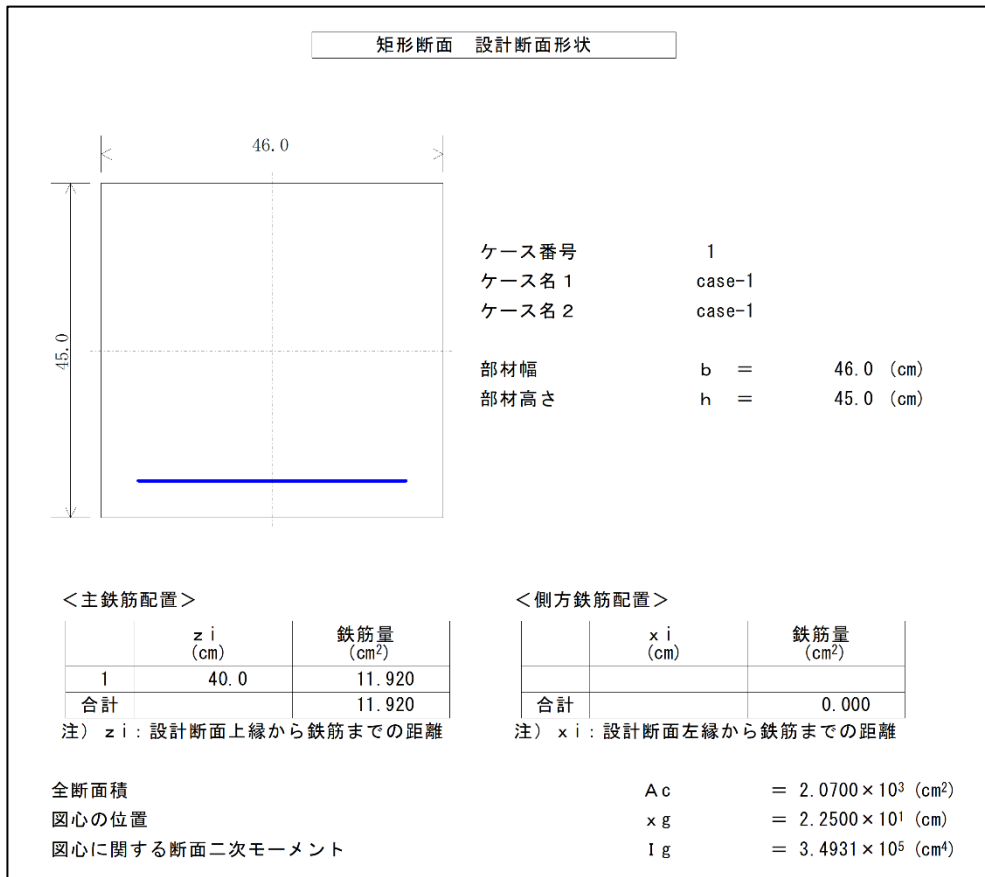 矩形断面　設計断面形状
46.0
45.0
ケース番号 1
ケース名1 case-1
ケース名2 case-1
部材幅 b = 46.0 (cm)
部材高さ h = 45.0 (cm)
＜主鉄筋配置＞
zi (cm) 鉄筋量 (cm²)
1 40.0 11.920
合計 11.920
注) zi：設計断面上縁から鉄筋までの距離
＜側方鉄筋配置＞
xi (cm) 鉄筋量 (cm²)
合計 0.000
注) xi：設計断面左縁から鉄筋までの距離
全断面積 Ac = 2.0700×10³ (cm²)
図心の位置 xg = 2.2500×10¹ (cm)
図心に関する断面二次モーメント Ig = 3.4931×10⁵ (cm⁴)